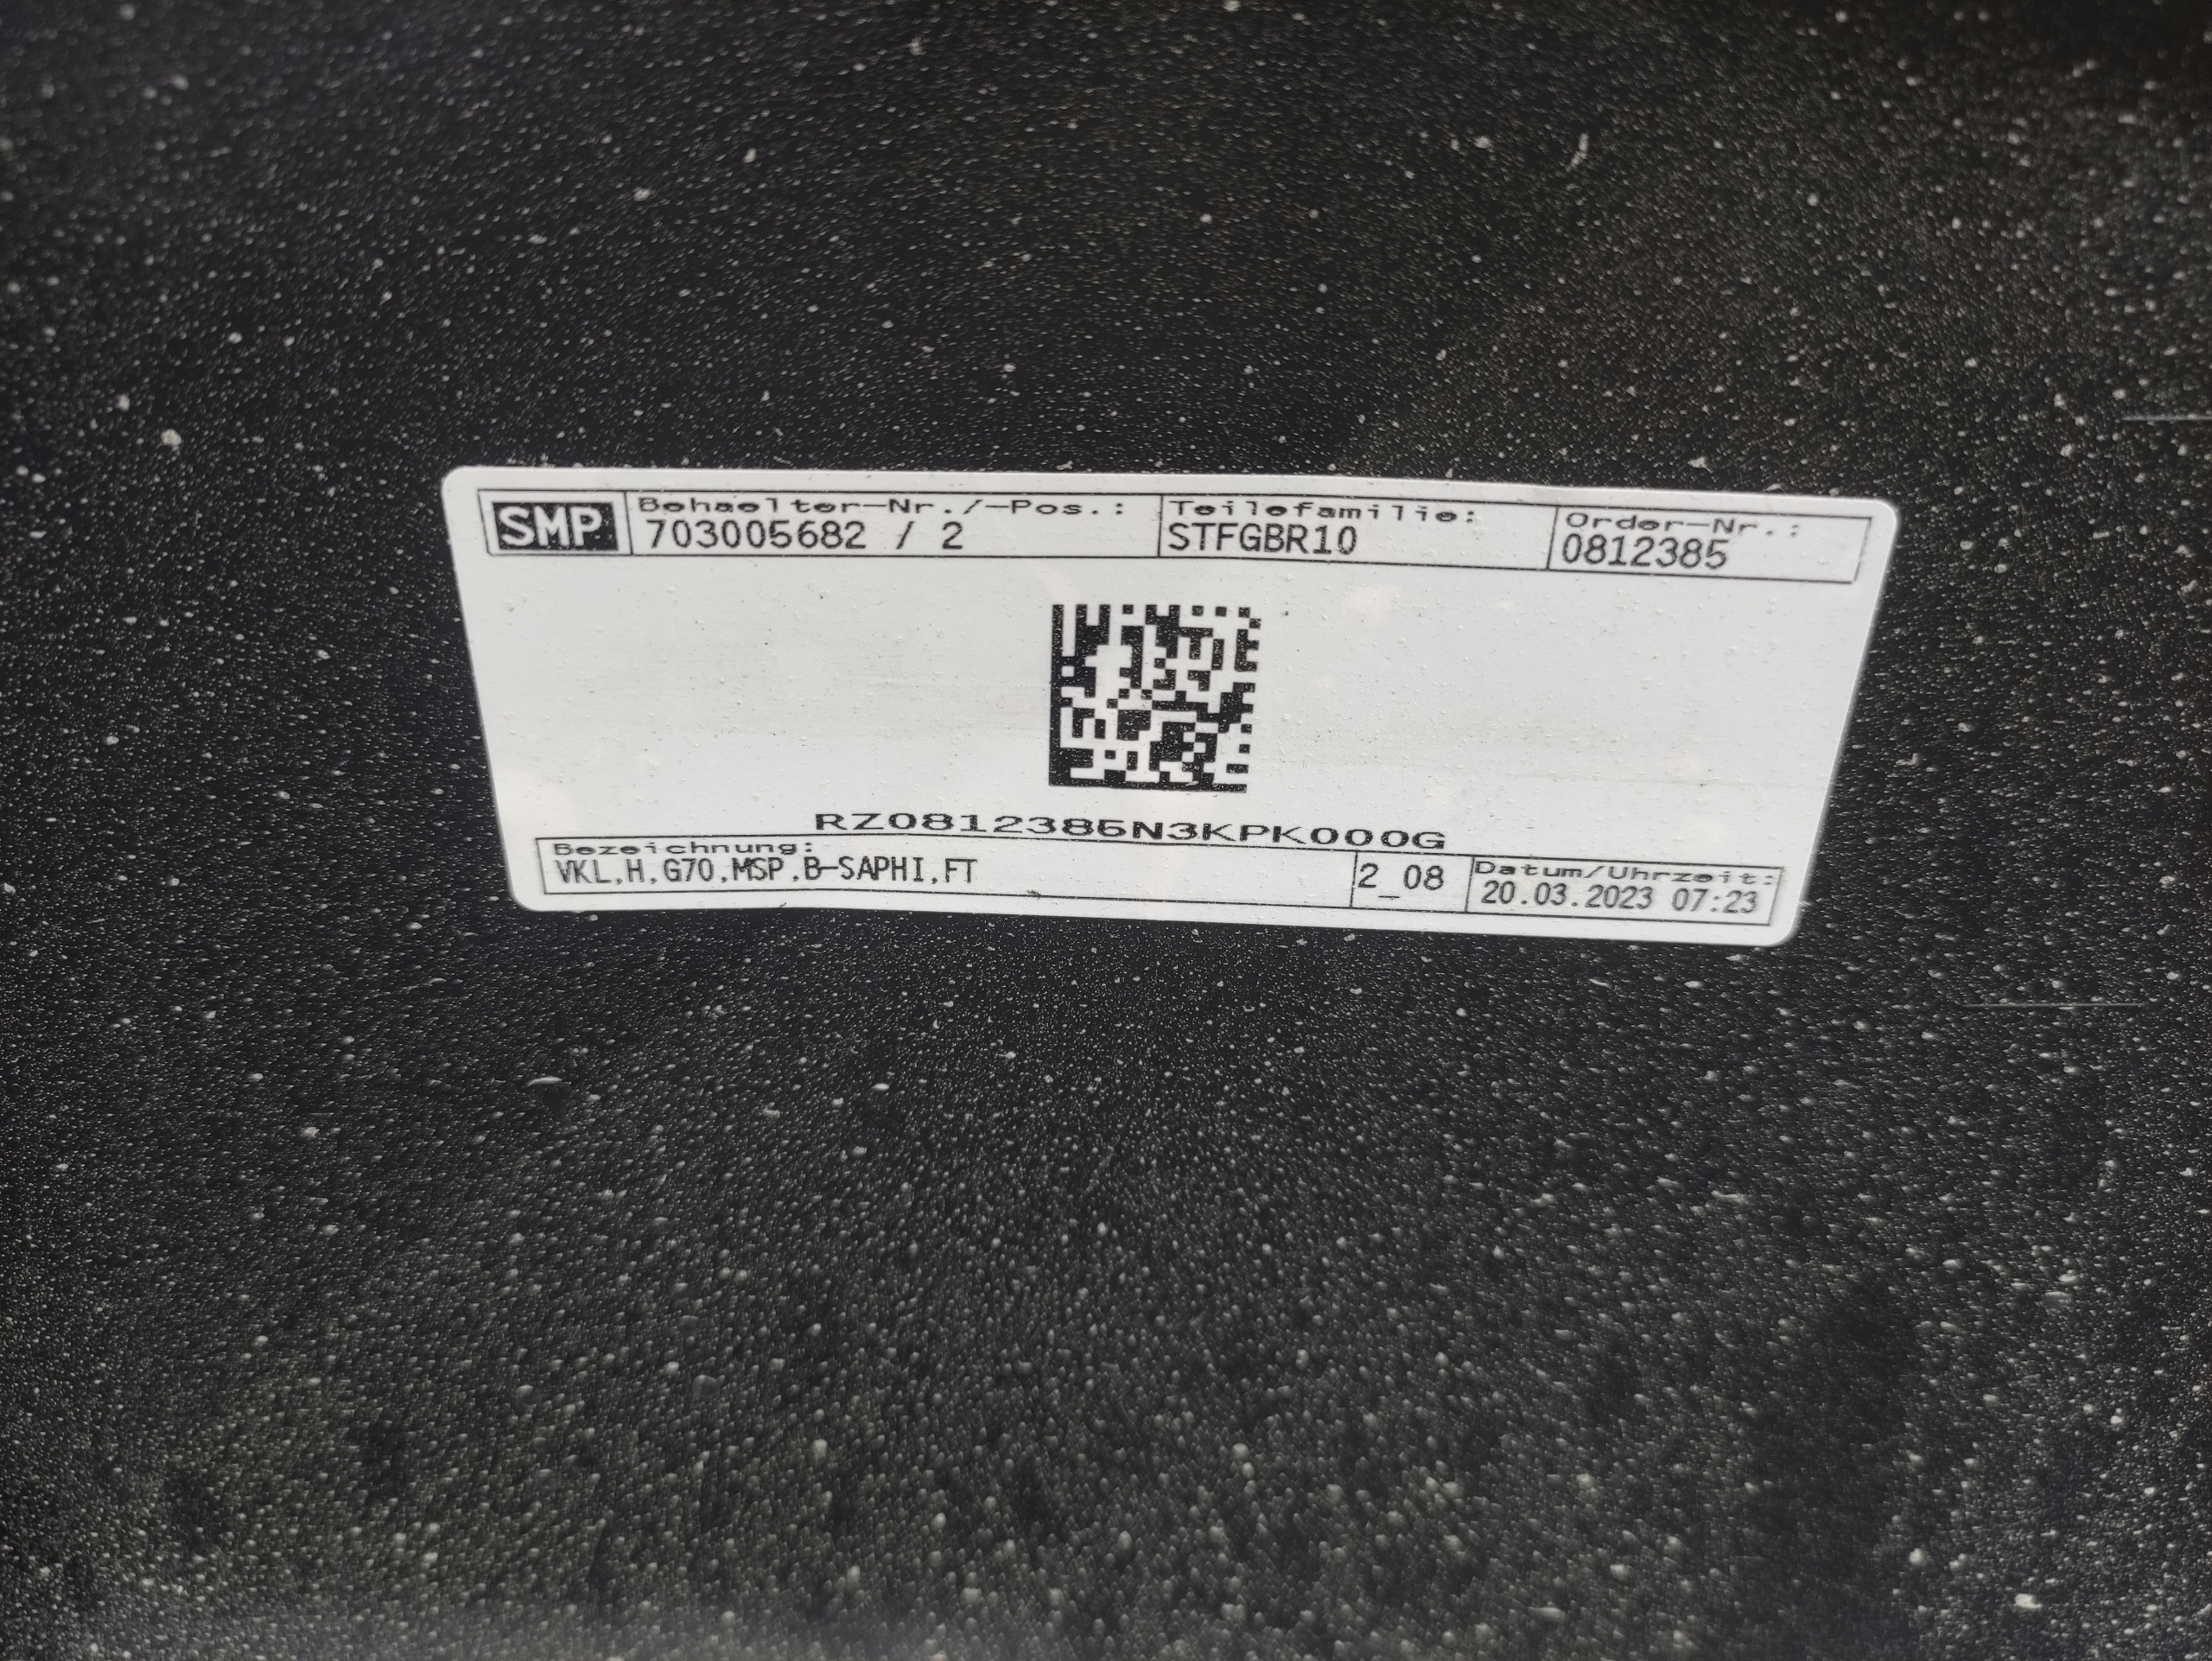 SMP
Behaelter-Nr./-Pos.:
703005682 / 2
Teilefamilie:
STFGBR10
Order-Nr.:
0812385
RZ0812385N3KPK000G
Bezeichnung:
VKL,H,G70,MSP,B-SAPHI,FT
2_08
Datum/Uhrzeit:
20.03.2023 07:23